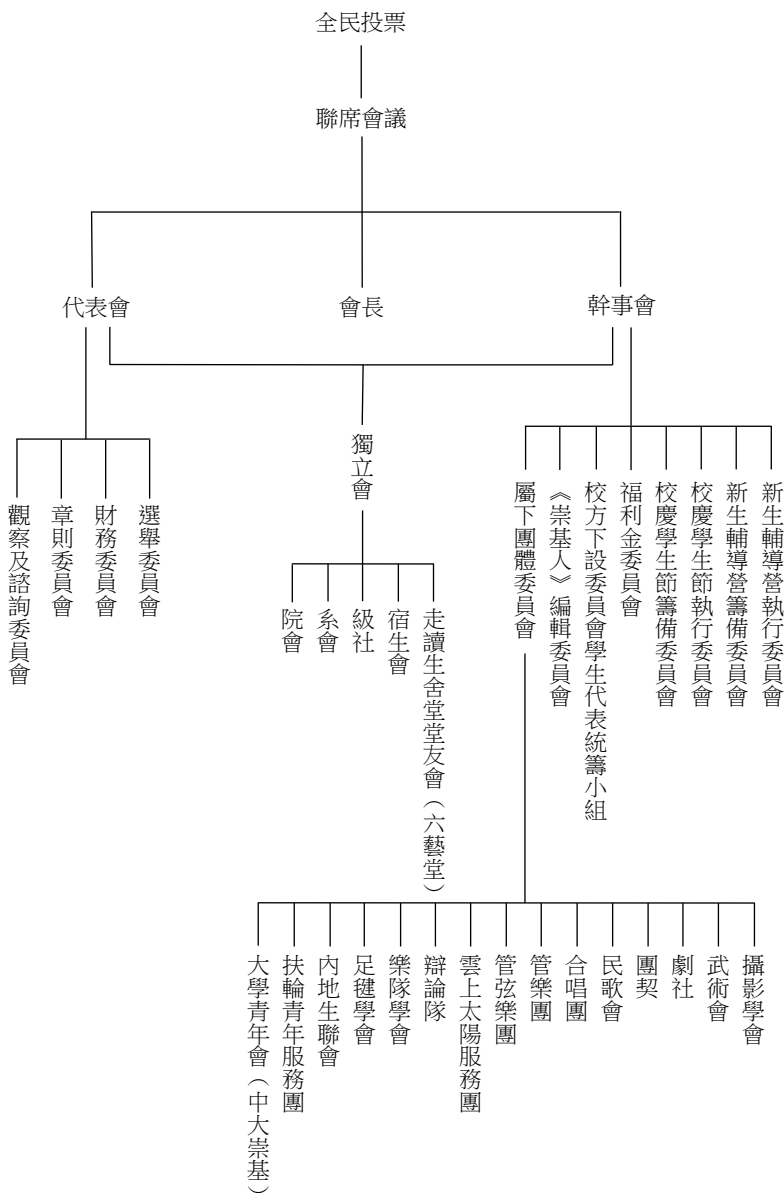 全民投票
聯席會議
代表會
會長
幹事會
獨立會
觀察及諮詢委員會
章則委員會
財務委員會
選舉委員會
院會
系會
級社
宿生會
走讀生舍堂堂友會（六藝堂）
屬下團體委員會
《崇基人》編輯委員會
校方下設委員會學生代表統籌小組
福利金委員會
校慶學生節籌備委員會
校慶學生節執行委員會
新生輔導營籌備委員會
新生輔導營執行委員會
大學青年會（中大崇基）
扶輪青年服務團
內地生聯會
足毽學會
樂隊學會
辯論隊
雲上太陽服務團
管弦樂團
管樂團
合唱團
民歌會
團契
劇社
武術會
攝影學會